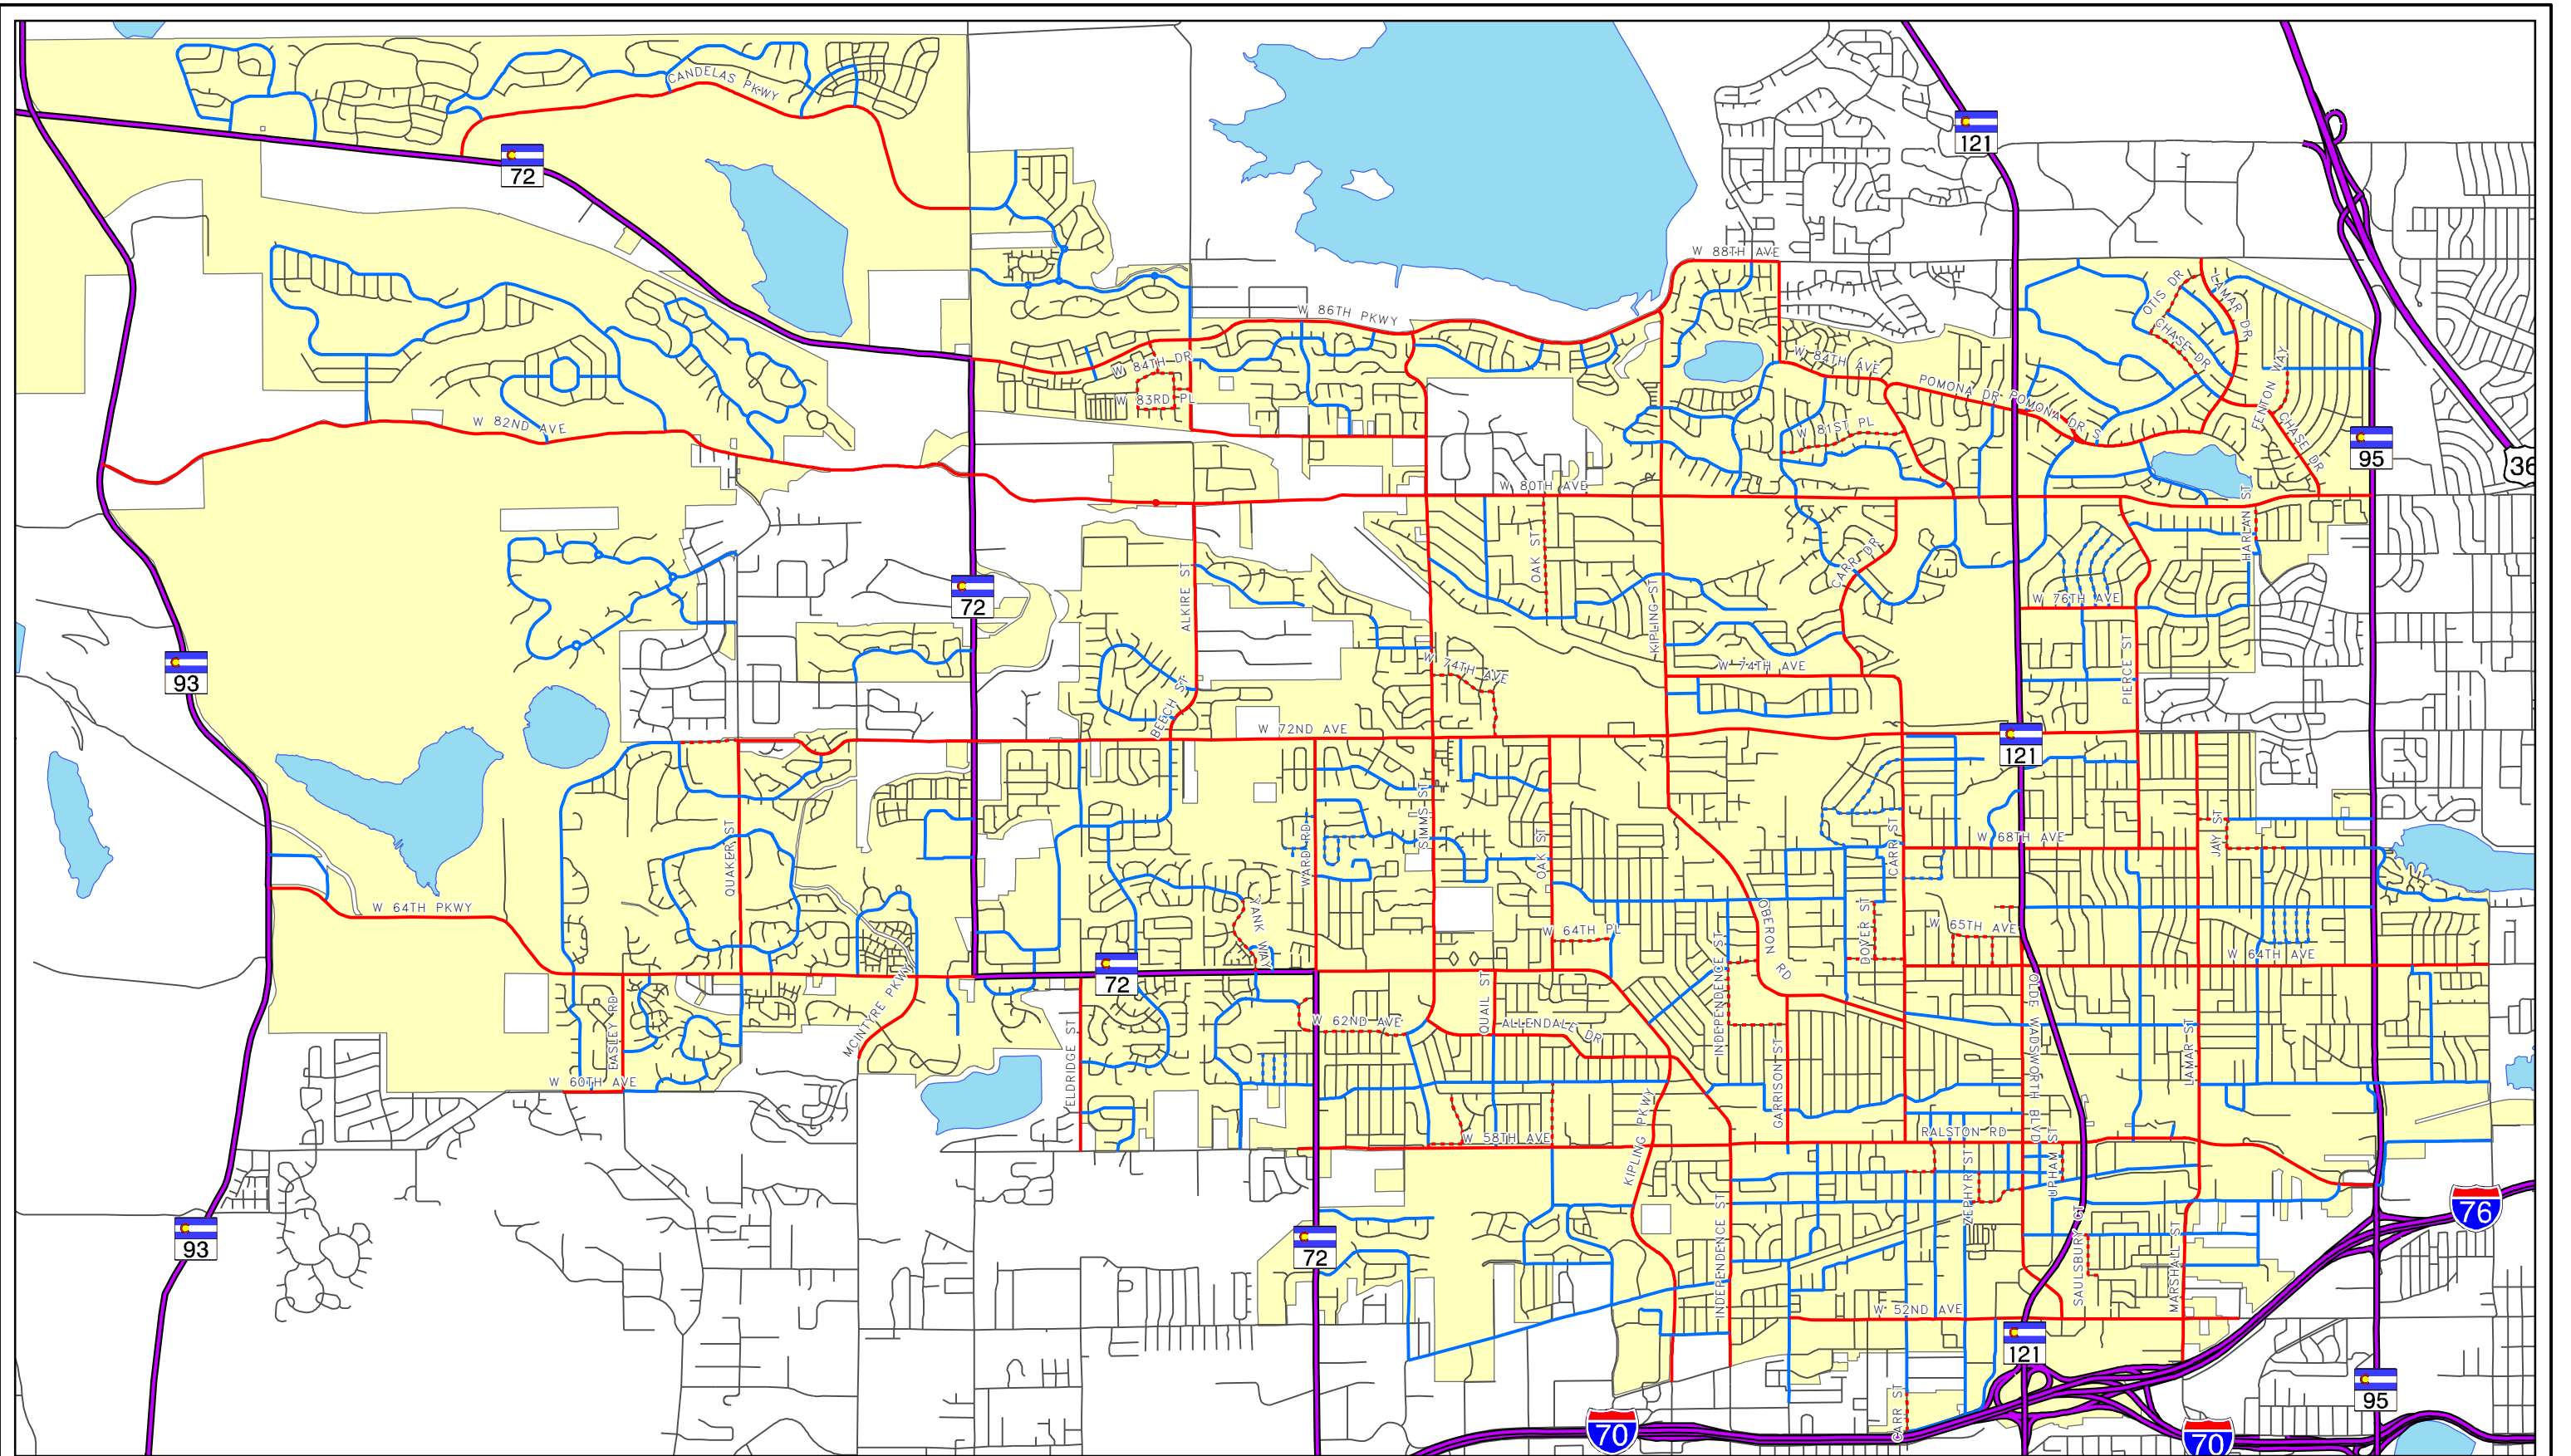 CANDELAS PKWY
121
72
W 88TH AVE
OTIS DR
LAMAR DR
W 86TH PKWY
CHASE DR
W 84TH DR
W 84TH AVE
FENTON WAY
W 83RD PL
POMONA DR
POMONA DR S
W 82ND AVE
W 81ST PL
CHASE DR
95
36
W 80TH AVE
HARLAN ST
OAK ST
CARR DR
ALKIRE ST
72
KIPLING ST
W 76TH AVE
93
W 74TH AVE
W 74TH AVE
PIERCE ST
BEECH ST
W 72ND AVE
121
SIMMS ST
QUAKER ST
WARD RD
OAK ST
CARR ST
W 68TH AVE
JAY ST
W 64TH PKWY
YANK WAY
W 64TH PL
OBERON RD
DOVER ST
W 65TH AVE
INDEPENDENCE ST
W 64TH AVE
72
MCINTYRE PKWY
EASLEY RD
QUAIL ST
W 62ND AVE
ALLENDALE DR
OLDE WADSWORTH BLVD
ELDRIDGE ST
GARRISON ST
LAMAR ST
W 60TH AVE
KIPLING PKWY
W 58TH AVE
RALSTON RD
UPHAM ST
KIPLING PKWY
ZEPHYR ST
INDEPENDENCE ST
76
93
72
SAULSBURY CT
MARSHALL ST
W 52ND AVE
121
95
CARR ST
70
70